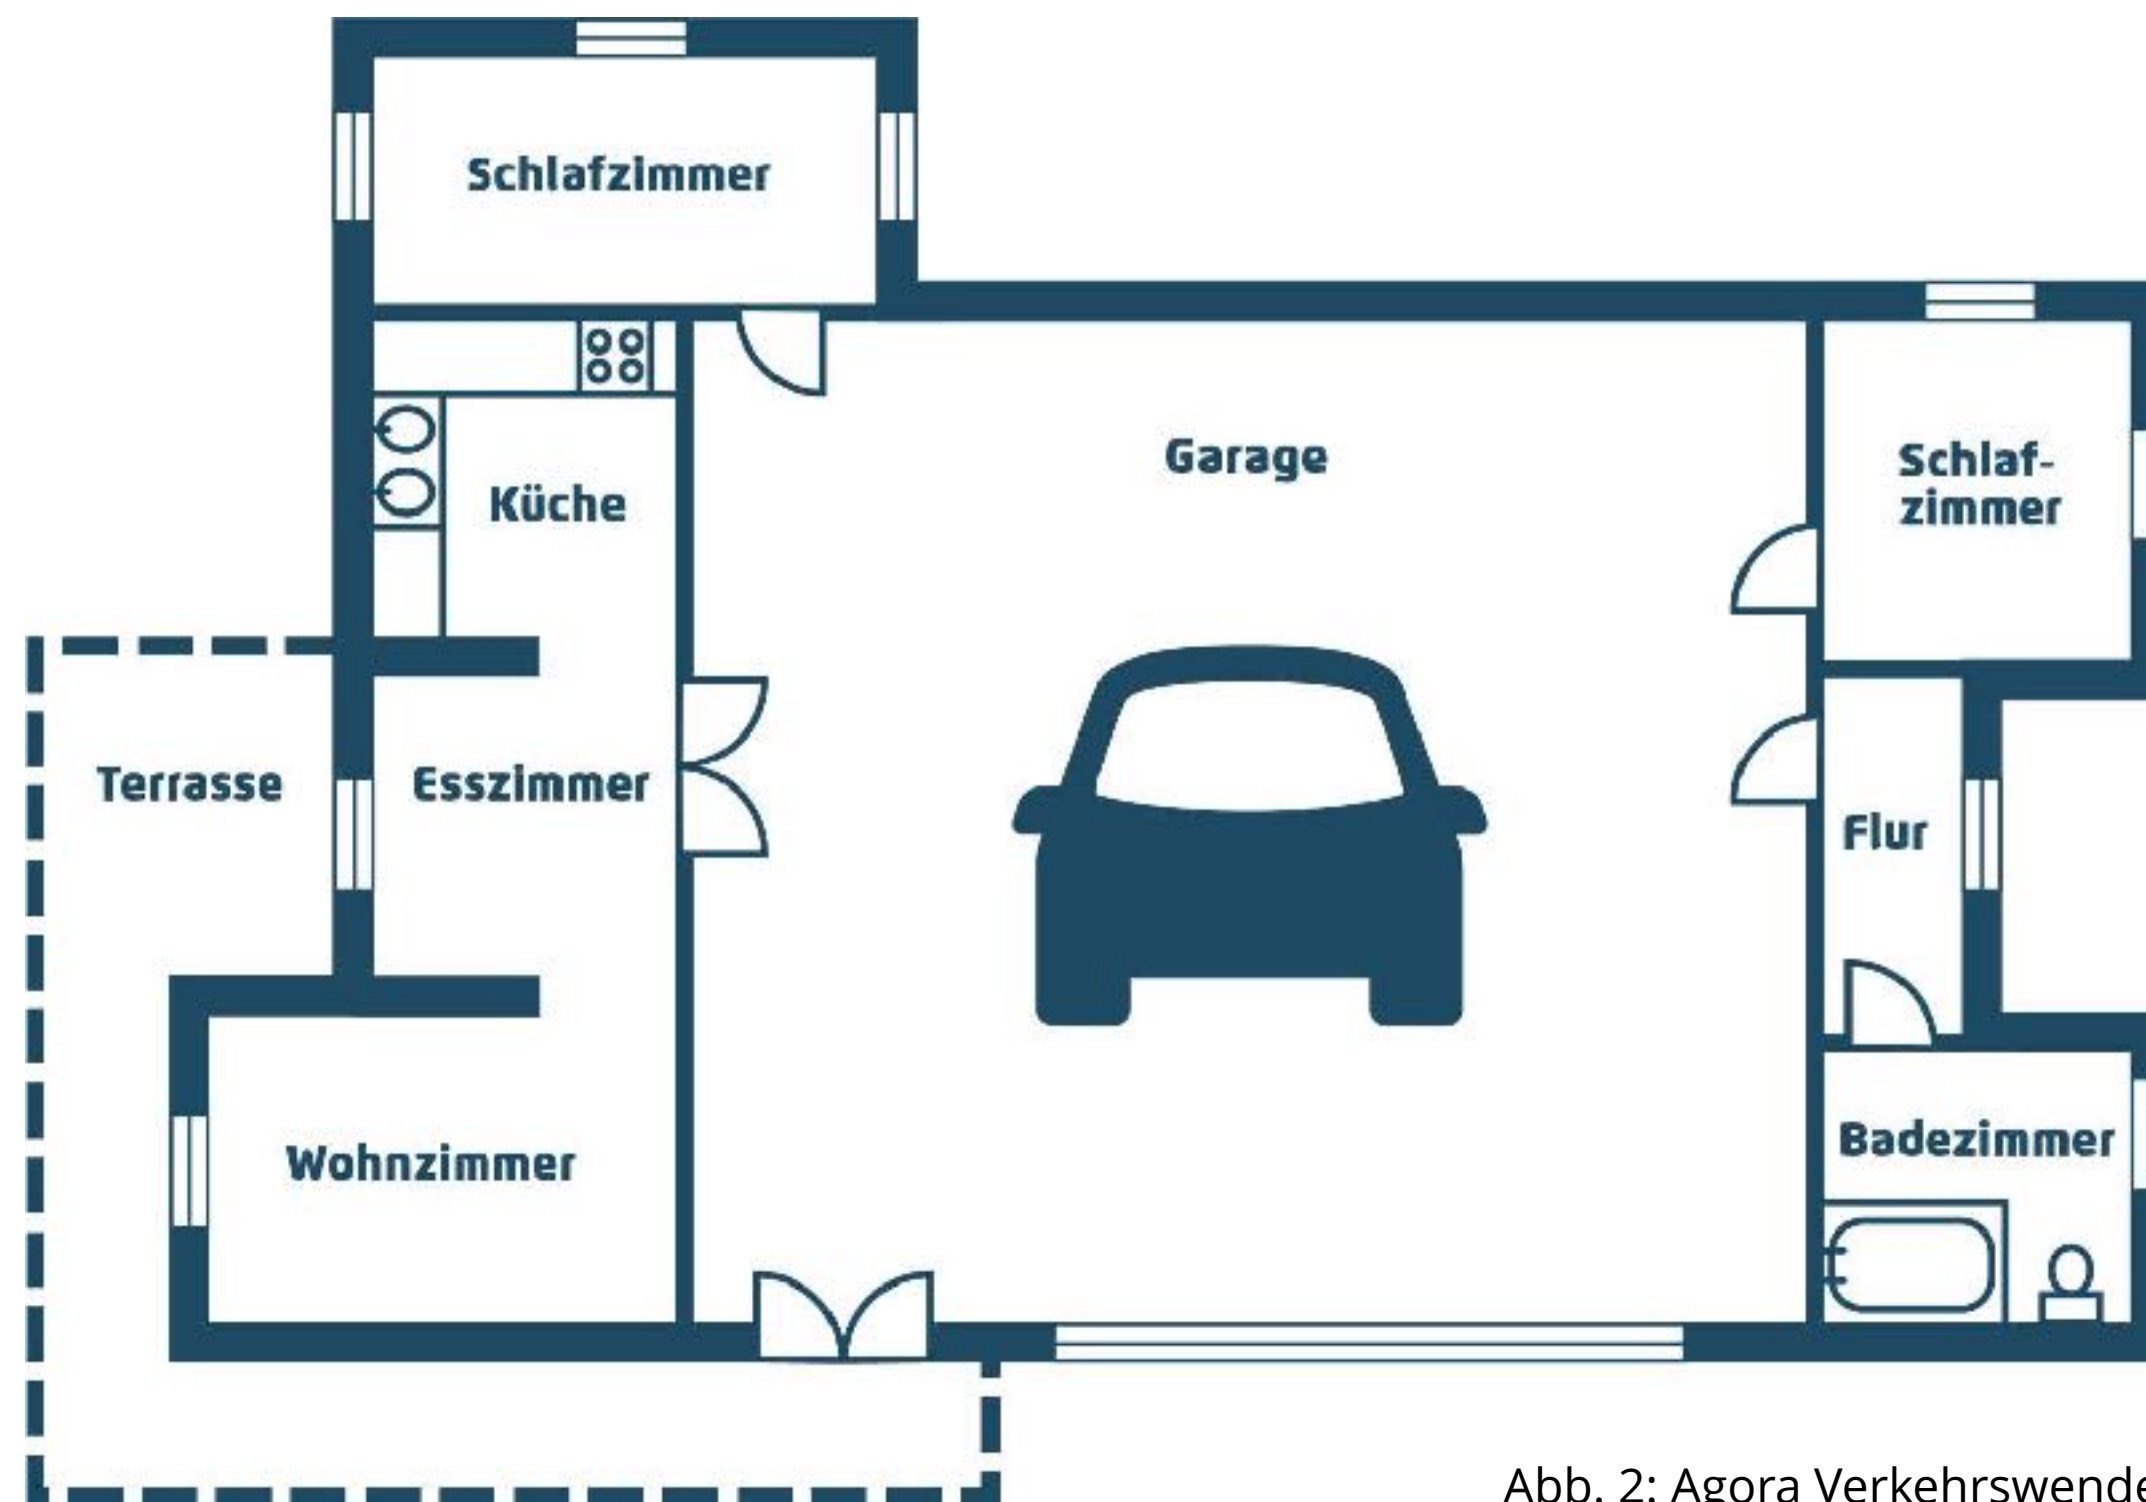 Schlafzimmer
Garage
Küche
Schlaf-
zimmer
Terrasse
Esszimmer
Flur
Wohnzimmer
Badezimmer
Abb. 2: Agora Verkehrswende